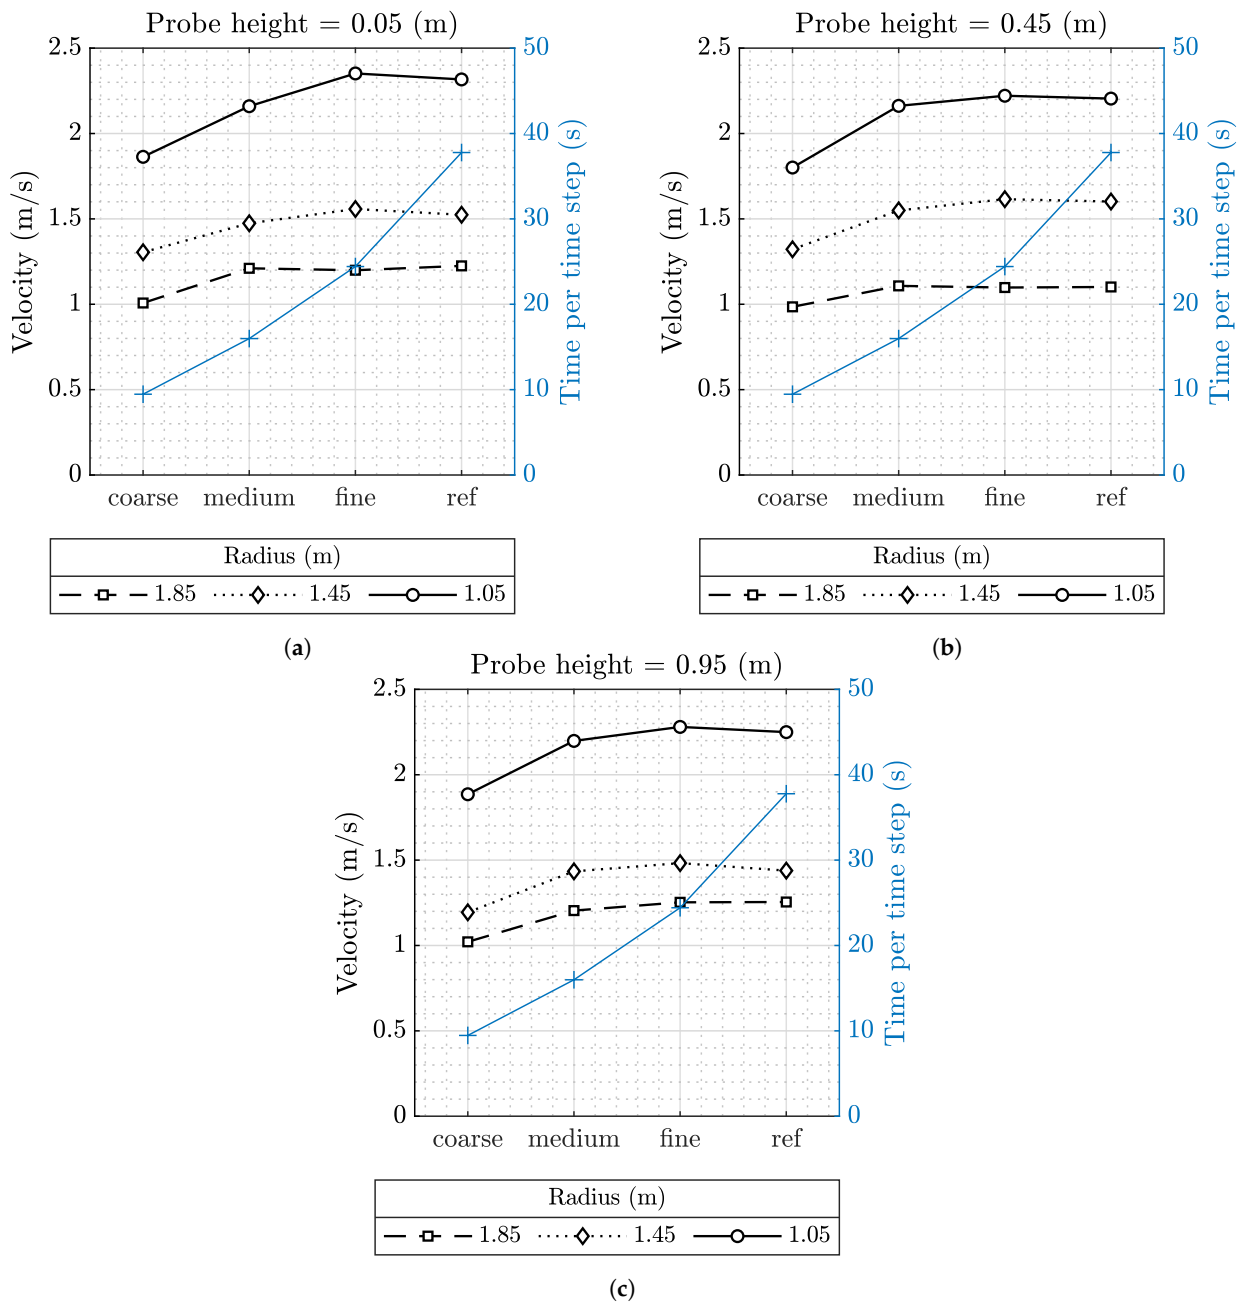 Probe height = 0.05 (m)
2.5
2
1.5
1
0.5
0
Velocity (m/s)
50
40
30
20
10
0
Time per time step (s)
coarse medium fine ref
Radius (m)
1.85 1.45 1.05
(a)
Probe height = 0.45 (m)
2.5
2
1.5
1
0.5
0
Velocity (m/s)
50
40
30
20
10
0
Time per time step (s)
coarse medium fine ref
Radius (m)
1.85 1.45 1.05
(b)
Probe height = 0.95 (m)
2.5
2
1.5
1
0.5
0
Velocity (m/s)
50
40
30
20
10
0
Time per time step (s)
coarse medium fine ref
Radius (m)
1.85 1.45 1.05
(c)